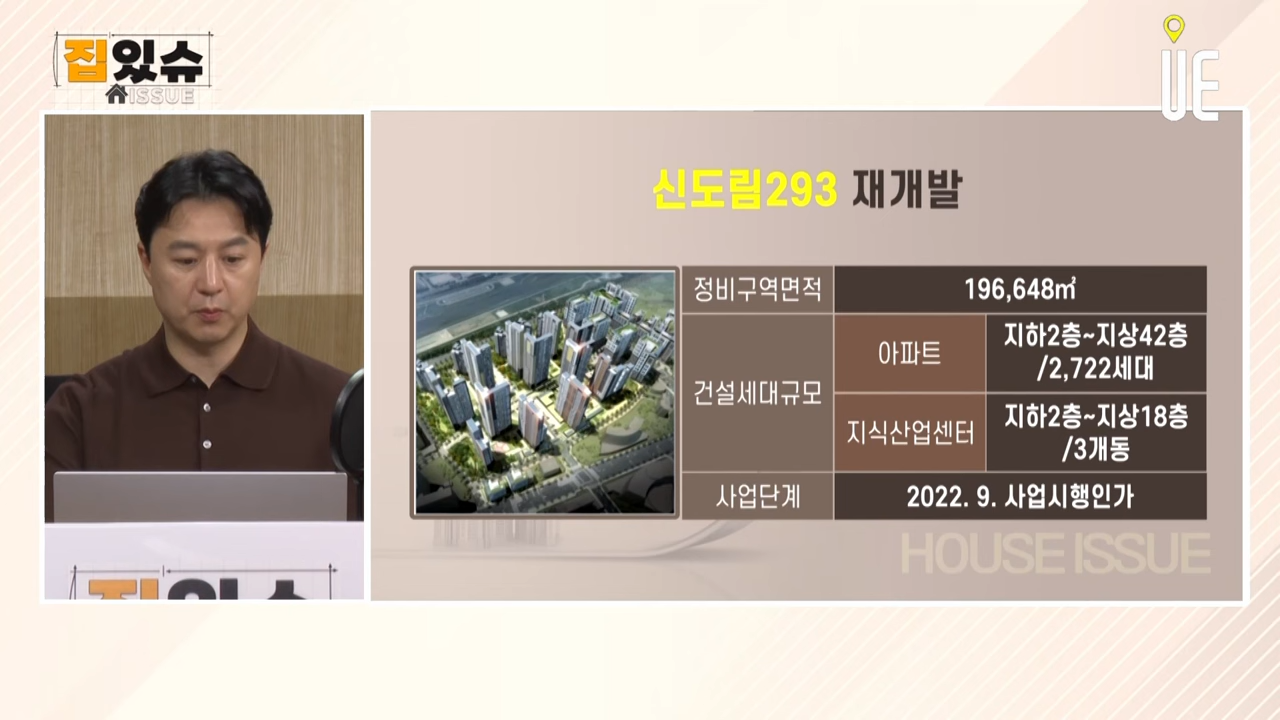 집있슈
ISSUE
UE
신도림293 재개발
정비구역면적 196,648㎡
건설세대규모
아파트
지하2층~지상42층
/2,722세대
지식산업센터
지하2층~지상18층
/3개동
사업단계 2022. 9. 사업시행인가
HOUSE ISSUE
집있슈